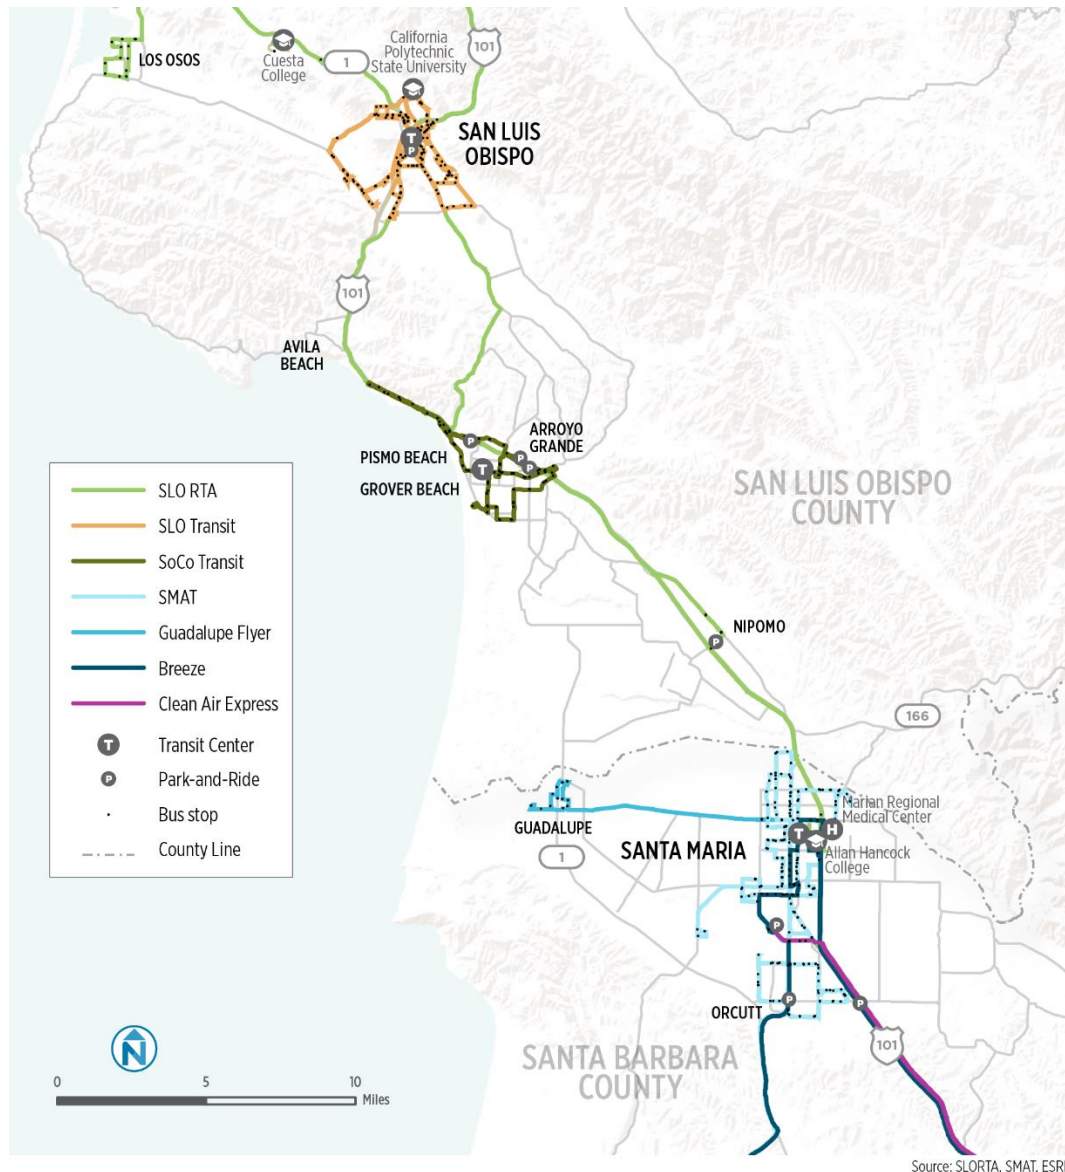 LOS OSOS
Cuesta
College
1
California
Polytechnic
State University
101
SAN LUIS
OBISPO
T
P
101
AVILA
BEACH
ARROYO
GRANDE
P
P
P
PISMO BEACH
T
GROVER BEACH
SAN LUIS OBISPO
COUNTY
SLO RTA
SLO Transit
SoCo Transit
SMAT
Guadalupe Flyer
Breeze
Clean Air Express
T Transit Center
P Park-and-Ride
Bus stop
County Line
NIPOMO
P
166
GUADALUPE
1
SANTA MARIA
Marian Regional
Medical Center
T
H
Allan Hancock
College
P
ORCUTT
P
P
101
SANTA BARBARA
COUNTY
N
0 5 10
Miles
Source: SLORTA, SMAT, ESRI